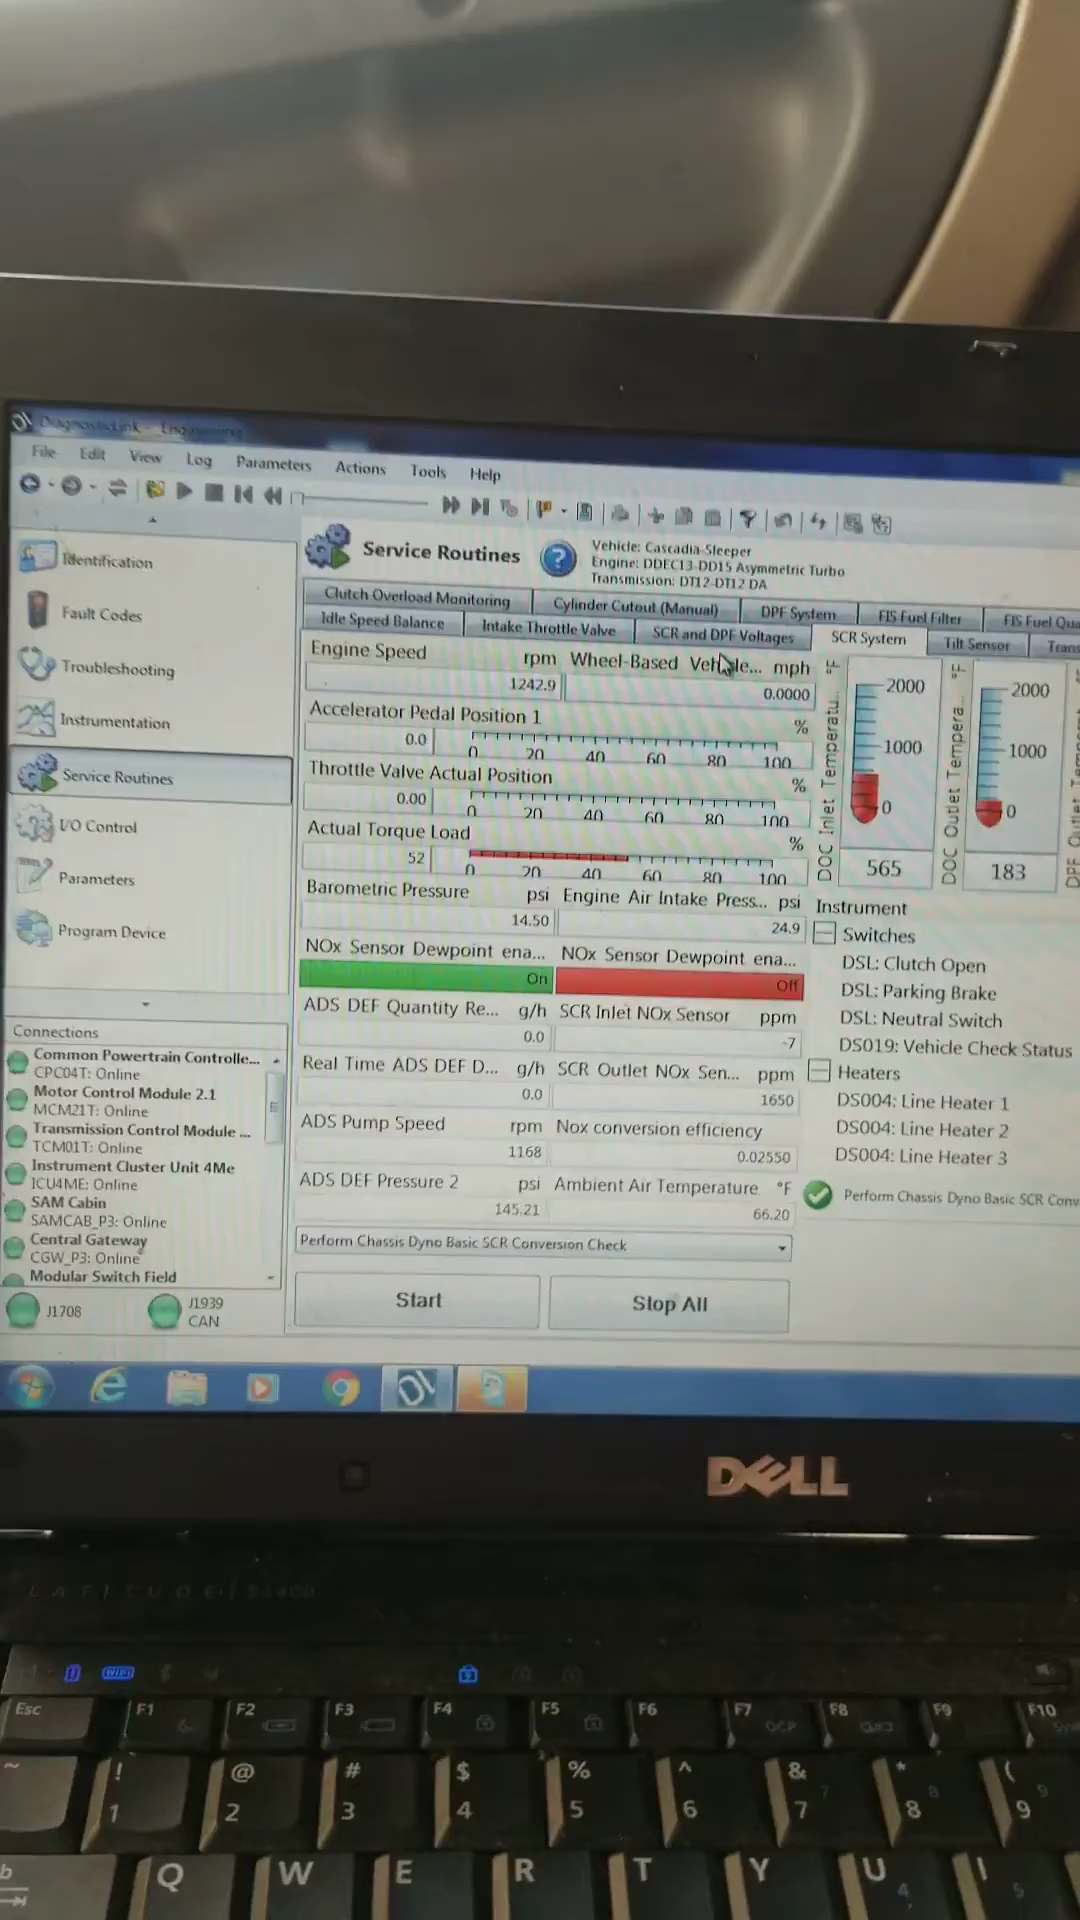 DiagnosticLink - Engineering
File Edit View Log Parameters Actions Tools Help
Identification
Fault Codes
Troubleshooting
Instrumentation
Service Routines
I/O Control
Parameters
Program Device
Connections
Common Powertrain Controlle...
CPC04T: Online
Motor Control Module 2.1
MCM21T: Online
Transmission Control Module ...
TCM01T: Online
Instrument Cluster Unit 4Me
ICU4ME: Online
SAM Cabin
SAMCAB_P3: Online
Central Gateway
CGW_P3: Online
Modular Switch Field
J1708
J1939
CAN
Service Routines
?
Vehicle: Cascadia-Sleeper
Engine: DDEC13-DD15 Asymmetric Turbo
Transmission: DT12-DT12 DA
Clutch Overload Monitoring Cylinder Cutout (Manual) DPF System FIS Fuel Filter FIS Fuel Qua
Idle Speed Balance Intake Throttle Valve SCR and DPF Voltages SCR System Tilt Sensor Trans
Engine Speed rpm Wheel-Based Vehicle... mph
1242.9 0.0000
Accelerator Pedal Position 1 %
0.0 0 20 40 60 80 100
Throttle Valve Actual Position %
0.00 0 20 40 60 80 100
Actual Torque Load %
52 0 20 40 60 80 100
Barometric Pressure psi Engine Air Intake Press... psi
14.50 24.9
NOx Sensor Dewpoint ena... NOx Sensor Dewpoint ena...
On Off
ADS DEF Quantity Re... g/h SCR Inlet NOx Sensor ppm
0.0 -7
Real Time ADS DEF D... g/h SCR Outlet NOx Sen... ppm
0.0 1650
ADS Pump Speed rpm Nox conversion efficiency
1168 0.02550
ADS DEF Pressure 2 psi Ambient Air Temperature °F
145.21 66.20
Perform Chassis Dyno Basic SCR Conversion Check
Start Stop All
DOC Inlet Temperatu... °F
2000
1000
0
565
DOC Outlet Tempera... °F
2000
1000
0
183
Instrument
Switches
DSL: Clutch Open
DSL: Parking Brake
DSL: Neutral Switch
DS019: Vehicle Check Status
Heaters
DS004: Line Heater 1
DS004: Line Heater 2
DS004: Line Heater 3
Perform Chassis Dyno Basic SCR Conv
DELL
LATITUDE
WiFi
Esc F1 F2 F3 F4 F5 F6 F7 F8 F9 F10
~ ! @ # $ % ^ & * (
1 2 3 4 5 6 7 8 9
7 8 9
b Q W E R T Y U I
4 5